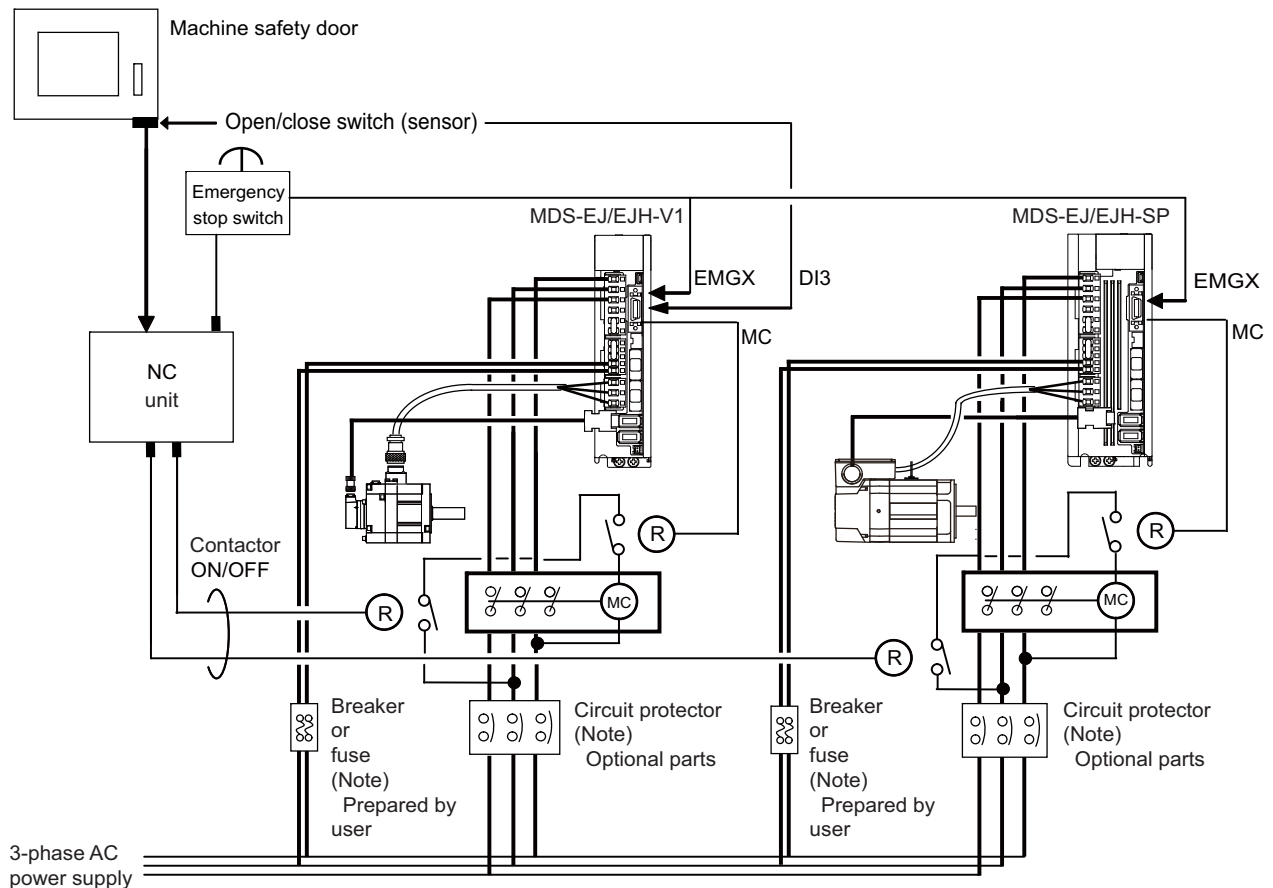 Machine safety door
Open/close switch (sensor)
Emergency
stop switch
MDS-EJ/EJH-V1
MDS-EJ/EJH-SP
EMGX
DI3
EMGX
MC
MC
NC
unit
R
R
Contactor
ON/OFF
R
MC
MC
R
Breaker
or
fuse
(Note)
Prepared by
user
Circuit protector
(Note)
Optional parts
Breaker
or
fuse
(Note)
Prepared by
user
Circuit protector
(Note)
Optional parts
3-phase AC
power supply